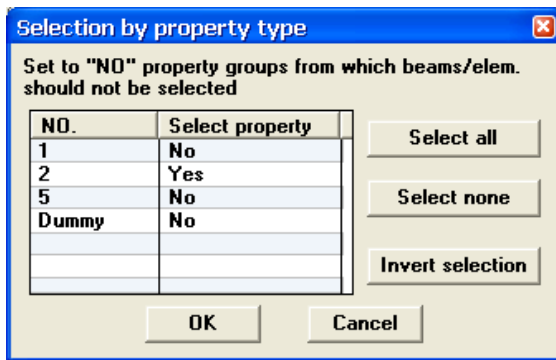 Selection by property type
Set to "NO" property groups from which beams/elem.
should not be selected
NO. Select property
1 No
2 Yes
5 No
Dummy No
Select all
Select none
Invert selection
OK Cancel